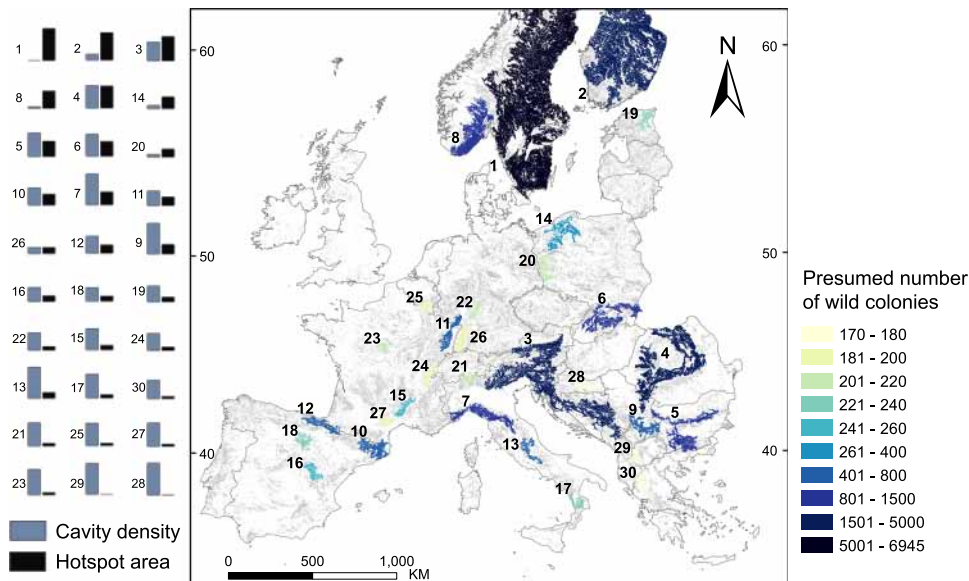 1 2 3
8 4 14
5 6 20
10 7 11
26 12 9
16 18 19
22 15 24
13 17 30
21 25 27
23 29 28
Cavity density
Hotspot area
60
50
40
60
50
40
N
2
19
8
1
14
20
25
22
6
11
26
3
23
4
24
21
28
15
7
9
5
27
12
10
13
29
18
16
30
17
0 500 1,000
KM
Presumed number
of wild colonies
170 - 180
181 - 200
201 - 220
221 - 240
241 - 260
261 - 400
401 - 800
801 - 1500
1501 - 5000
5001 - 6945